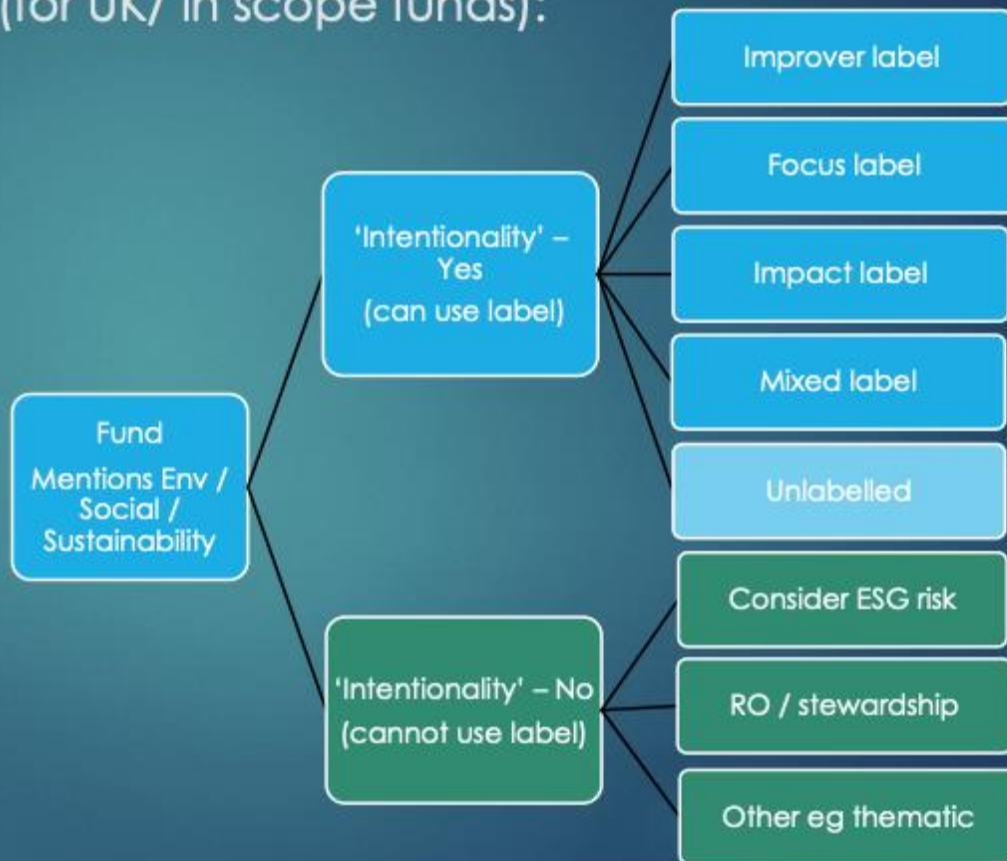 (for UK/ in scope funds):
Improver label
Focus label
'Intentionality' –
Yes
(can use label)
Impact label
Mixed label
Fund
Mentions Env /
Social /
Sustainability
Unlabelled
Consider ESG risk
'Intentionality' – No
(cannot use label)
RO / stewardship
Other eg thematic